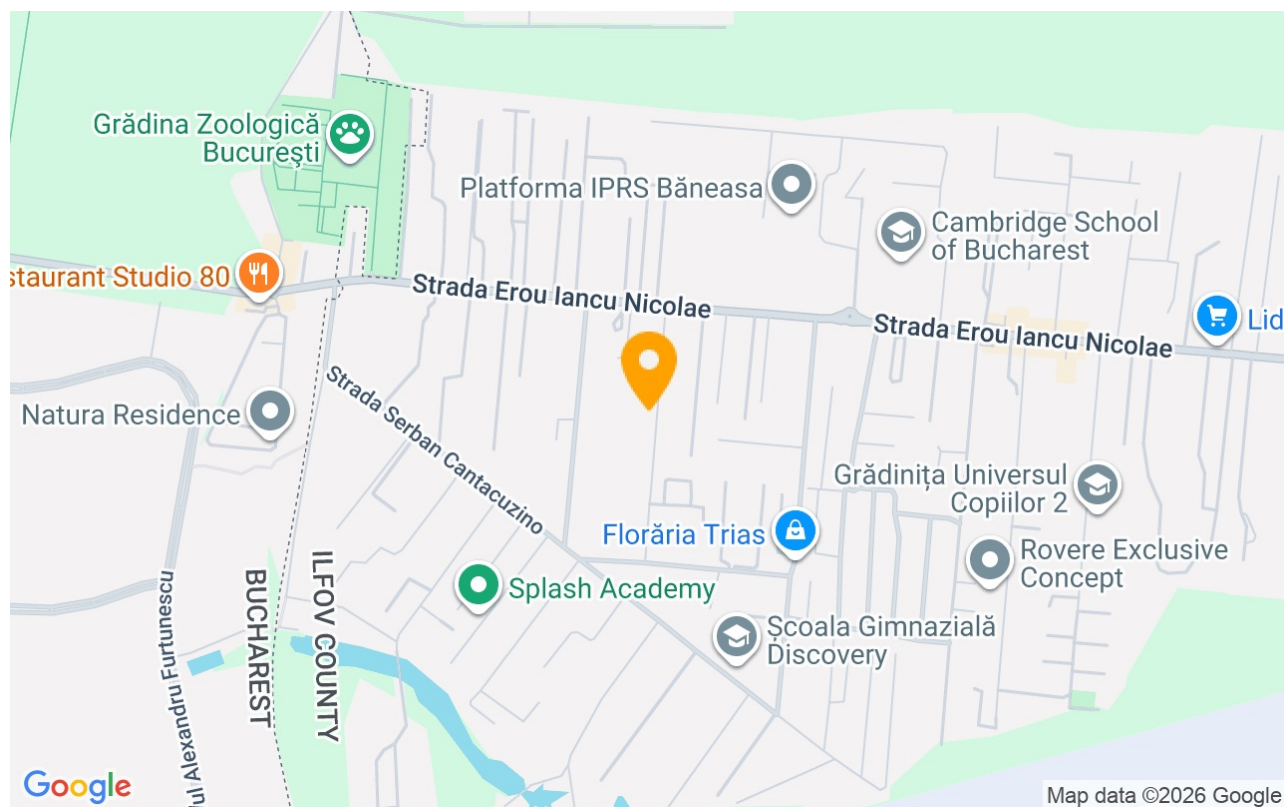 Grădina Zoologică
București
Platforma IPRS Băneasa
Cambridge School
of Bucharest
staurant Studio 80
Strada Erou Iancu Nicolae
Strada Erou Iancu Nicolae
Lid
Natura Residence
Strada Serban Cantacuzino
Grădinița Universul
Copiilor 2
Florăria Trias
Rovere Exclusive
Concept
Splash Academy
Școala Gimnazială
Discovery
BUCHAREST
ILFOV COUNTY
ul Alexandru Furtunescu
Google
Map data ©2026 Google